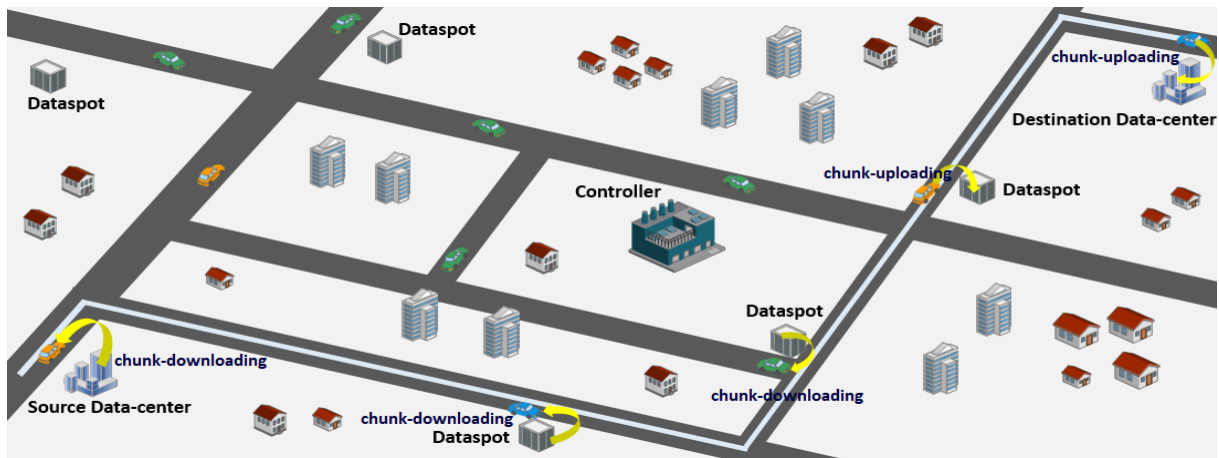 Dataspot
chunk-uploading
Dataspot
Destination Data-center
chunk-uploading
Controller
Dataspot
Dataspot
chunk-downloading
chunk-downloading
Source Data-center
chunk-downloading
Dataspot